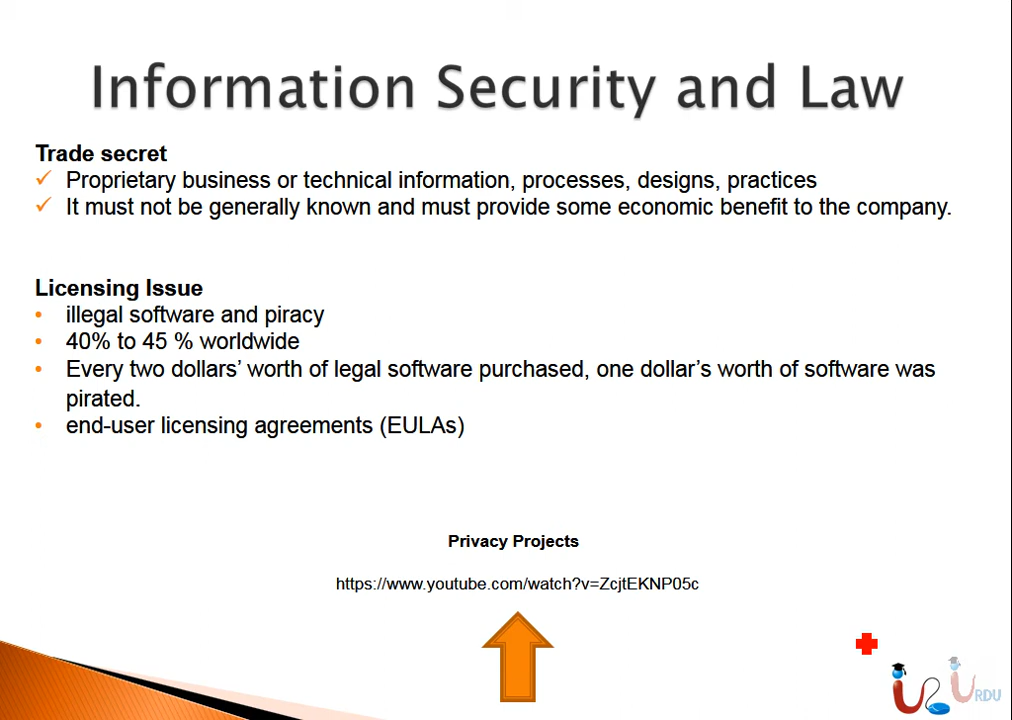 Information Security and Law
Trade secret
✓ Proprietary business or technical information, processes, designs, practices
✓ It must not be generally known and must provide some economic benefit to the company.
Licensing Issue
• illegal software and piracy
• 40% to 45 % worldwide
• Every two dollars’ worth of legal software purchased, one dollar’s worth of software was
pirated.
• end-user licensing agreements (EULAs)
Privacy Projects
https://www.youtube.com/watch?v=ZcjtEKNP05c
URDU